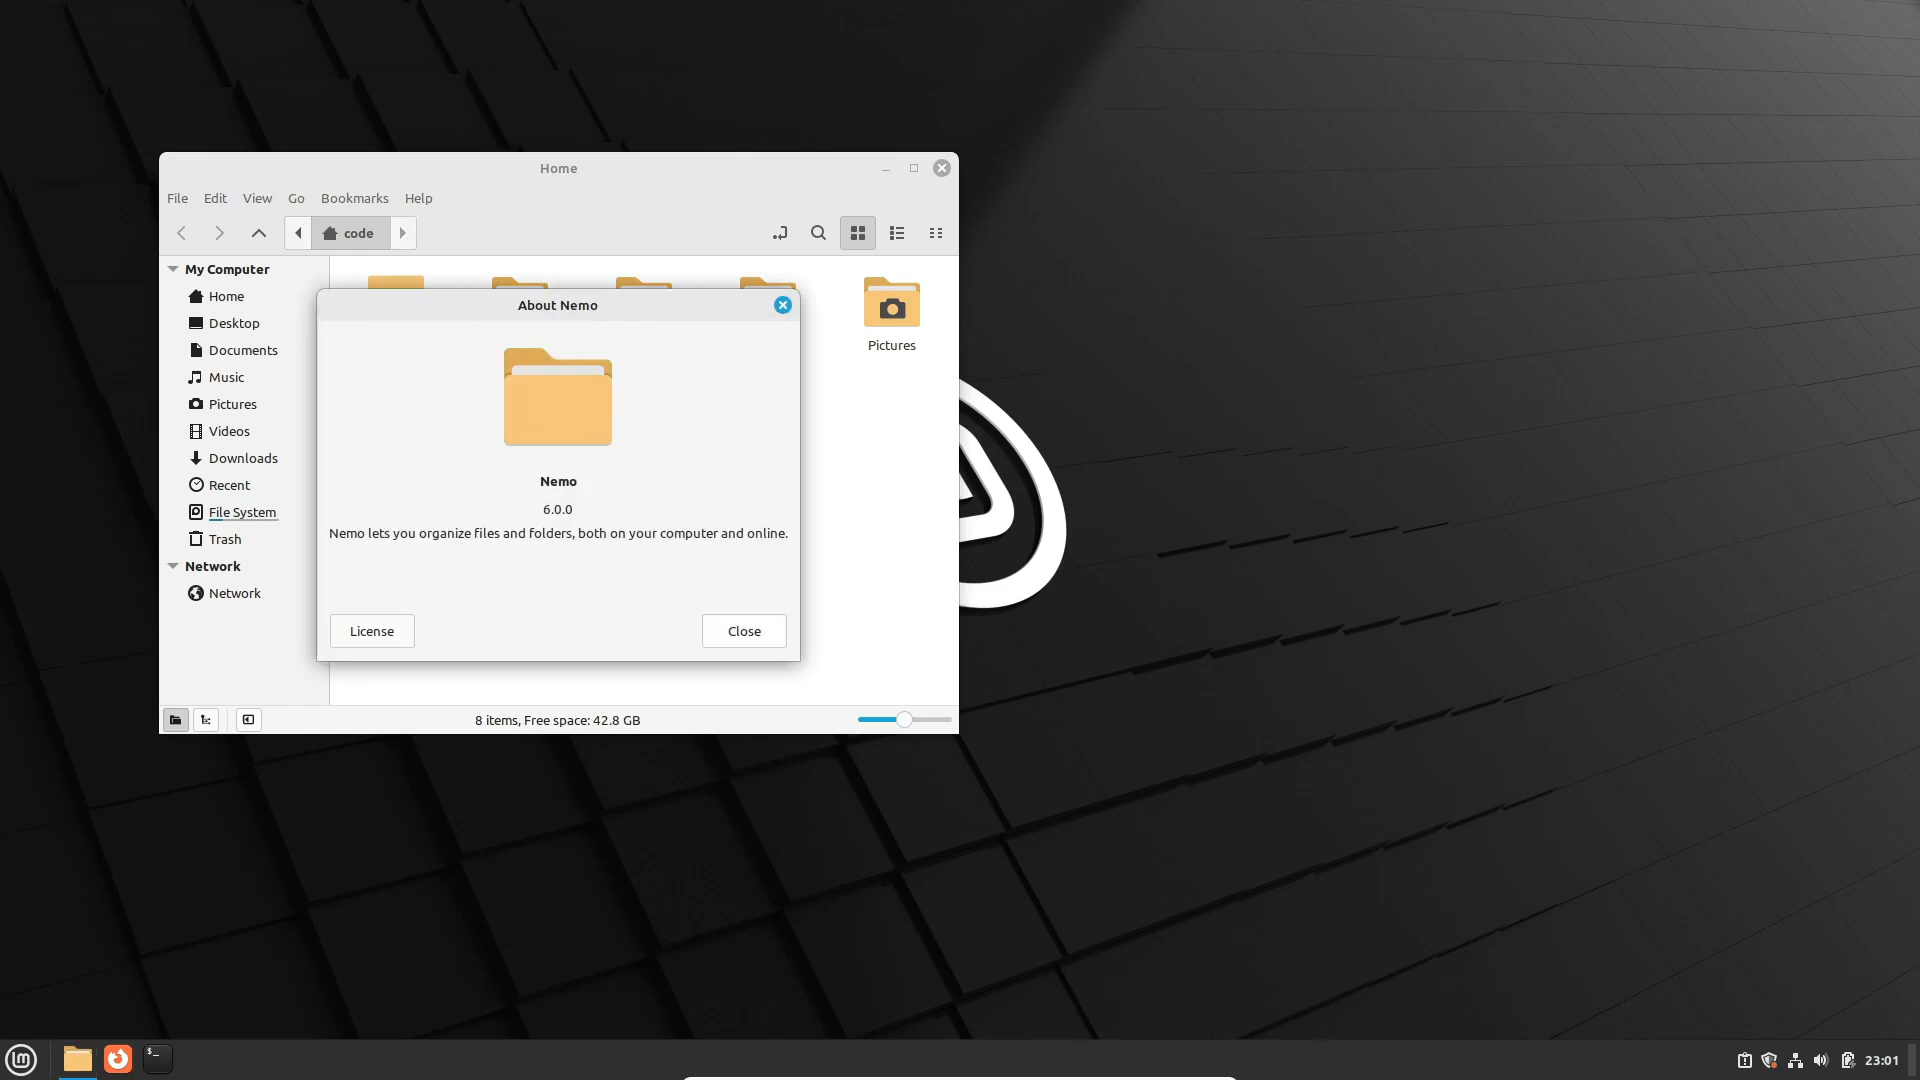 Home
File Edit View Go Bookmarks Help
code
My Computer
Home
Desktop
Documents
Music
Pictures
Videos
Downloads
Recent
File System
Trash
Network
Network
Pictures
About Nemo
Nemo
6.0.0
Nemo lets you organize files and folders, both on your computer and online.
License
Close
8 items, Free space: 42.8 GB
lm
$_
23:01